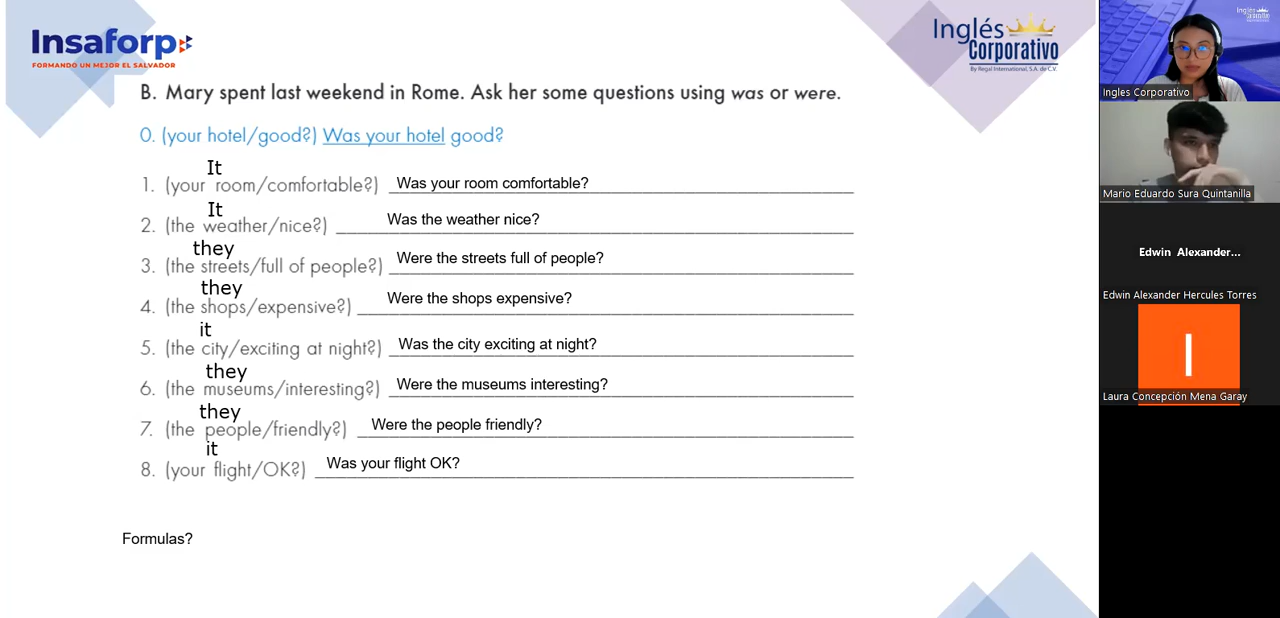 Insaforp
FORMANDO UN MEJOR EL SALVADOR
Inglés
Corporativo
By Regal International, S.A. de C.V.
B. Mary spent last weekend in Rome. Ask her some questions using was or were.
0. (your hotel/good?) Was your hotel good?
It
1. (your room/comfortable?) Was your room comfortable?
It
2. (the weather/nice?) Was the weather nice?
they
3. (the streets/full of people?) Were the streets full of people?
they
4. (the shops/expensive?) Were the shops expensive?
it
5. (the city/exciting at night?) Was the city exciting at night?
they
6. (the museums/interesting?) Were the museums interesting?
they
7. (the people/friendly?) Were the people friendly?
it
8. (your flight/OK?) Was your flight OK?
Formulas?
Ingles Corporativo
Mario Eduardo Sura Quintanilla
Edwin Alexander...
Edwin Alexander Hercules Torres
l
Laura Concepción Mena Garay